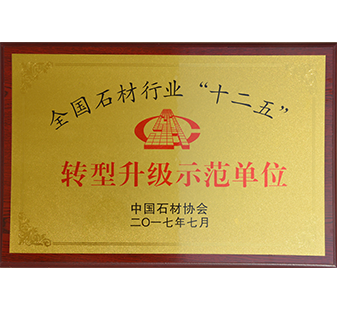 全国石材行业“十二五”
转型升级示范单位
中国石材协会
二〇一七年七月